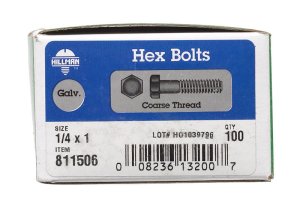 HILLMAN
Hex Bolts
Galv.
Coarse Thread
SIZE
1/4 x 1
LOT# HO1039796
QTY
100
ITEM
811506
0 08236 13200 7